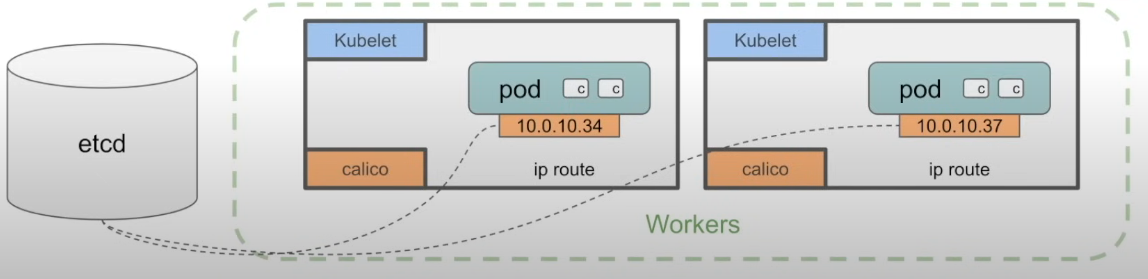 etcd
Kubelet
pod c c
10.0.10.34
calico
ip route
Kubelet
pod c c
10.0.10.37
calico
ip route
Workers